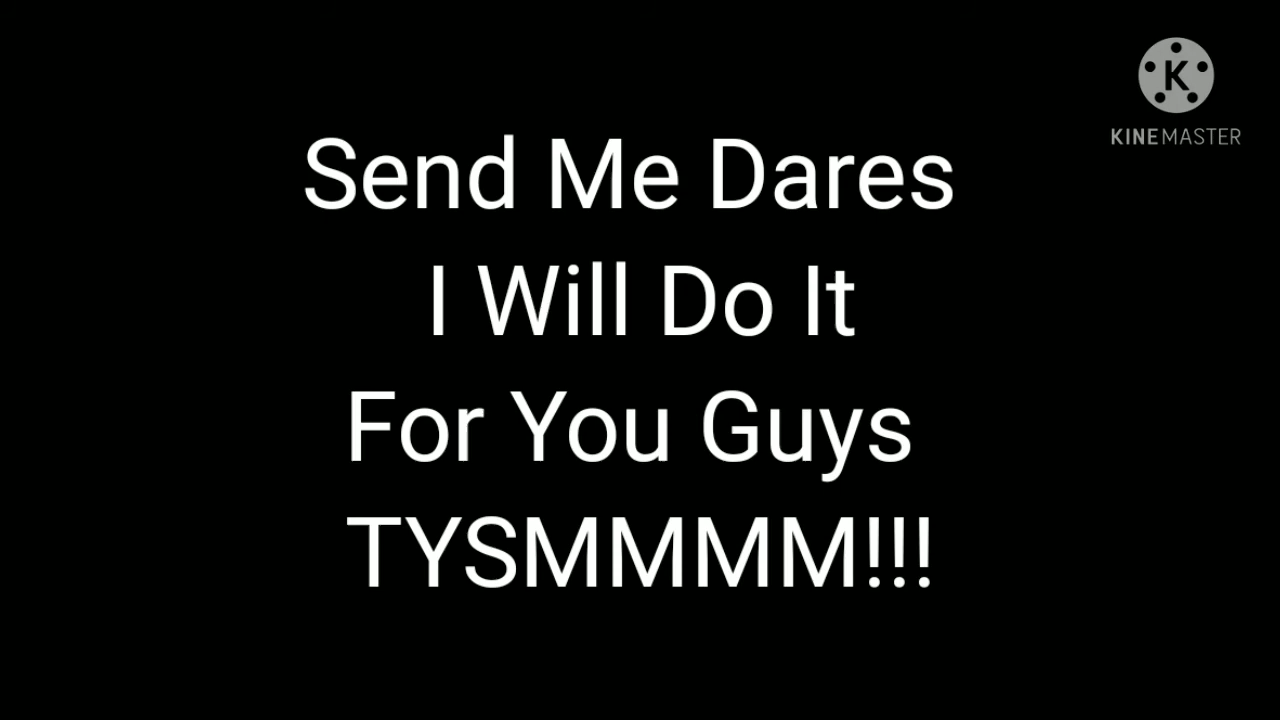 K
KINEMASTER
Send Me Dares
I Will Do It
For You Guys
TYSMMMM!!!